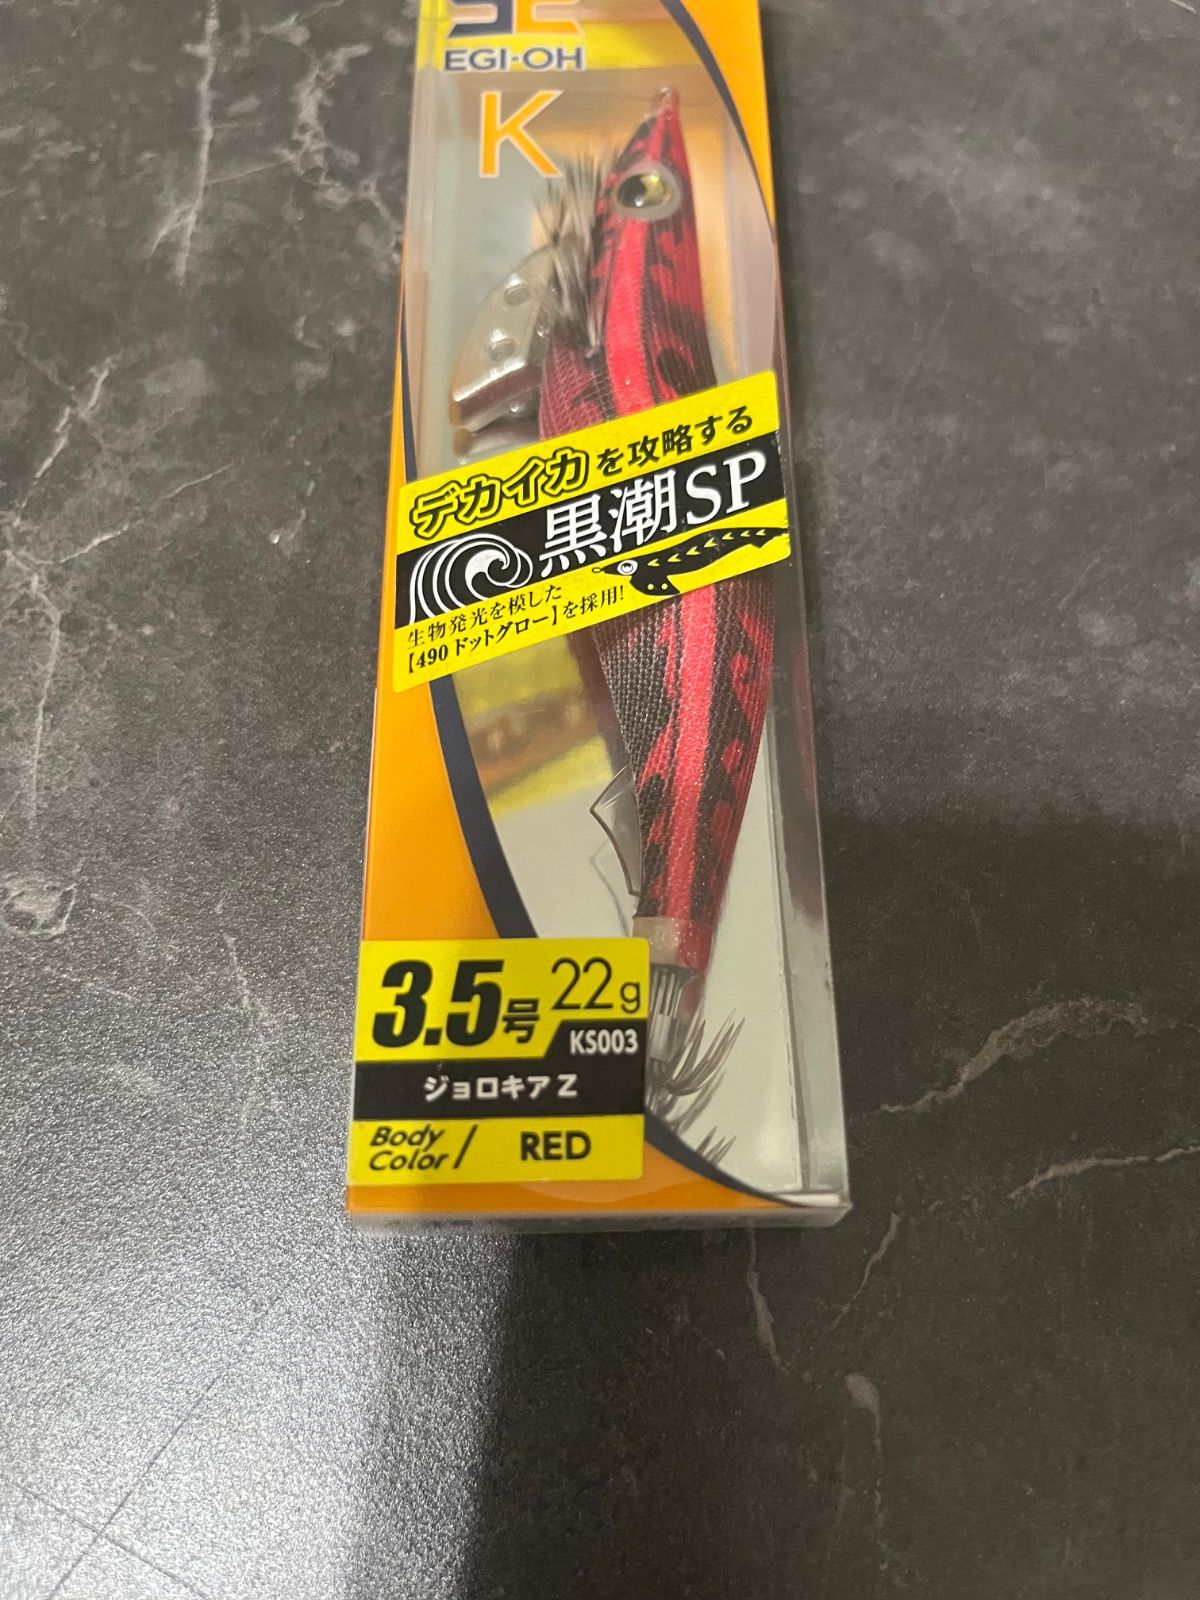 EGI-OH
K
デカイカを攻略する
黒潮SP
生物発光を模した
【490ドットグロー】を採用!
3.5号 22g
KS003
ジョロキアZ
Body Color / RED